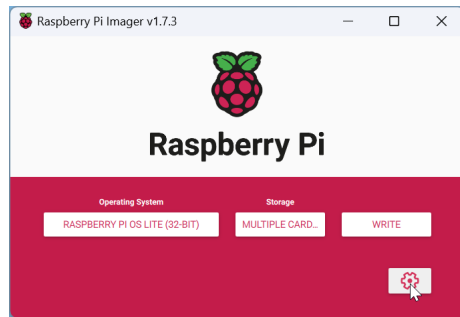 Raspberry Pi Imager v1.7.3
Raspberry Pi
Operating System
Storage
RASPBERRY PI OS LITE (32-BIT)
MULTIPLE CARD...
WRITE